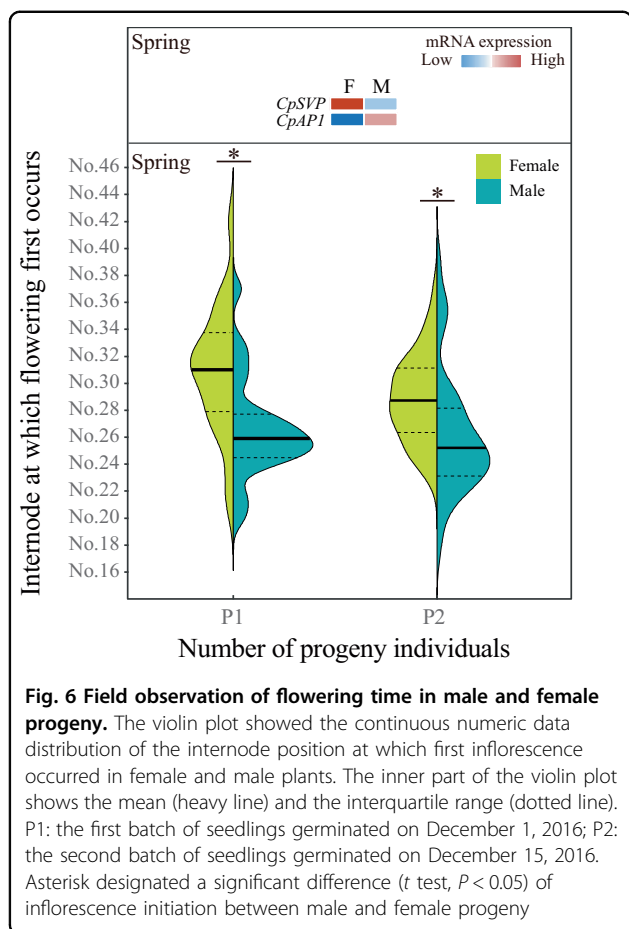 Spring
mRNA expression
Low High
F M
CpSVP
CpAP1
Spring
* *
Female
Male
Internode at which flowering first occurs
No.46
No.44
No.42
No.40
No.38
No.36
No.34
No.32
No.30
No.28
No.26
No.24
No.22
No.20
No.18
No.16
P1 P2
Number of progeny individuals
Fig. 6 Field observation of flowering time in male and female
progeny. The violin plot showed the continuous numeric data
distribution of the internode position at which first inflorescence
occurred in female and male plants. The inner part of the violin plot
shows the mean (heavy line) and the interquartile range (dotted line).
P1: the first batch of seedlings germinated on December 1, 2016; P2:
the second batch of seedlings germinated on December 15, 2016.
Asterisk designated a significant difference (t test, P < 0.05) of
inflorescence initiation between male and female progeny